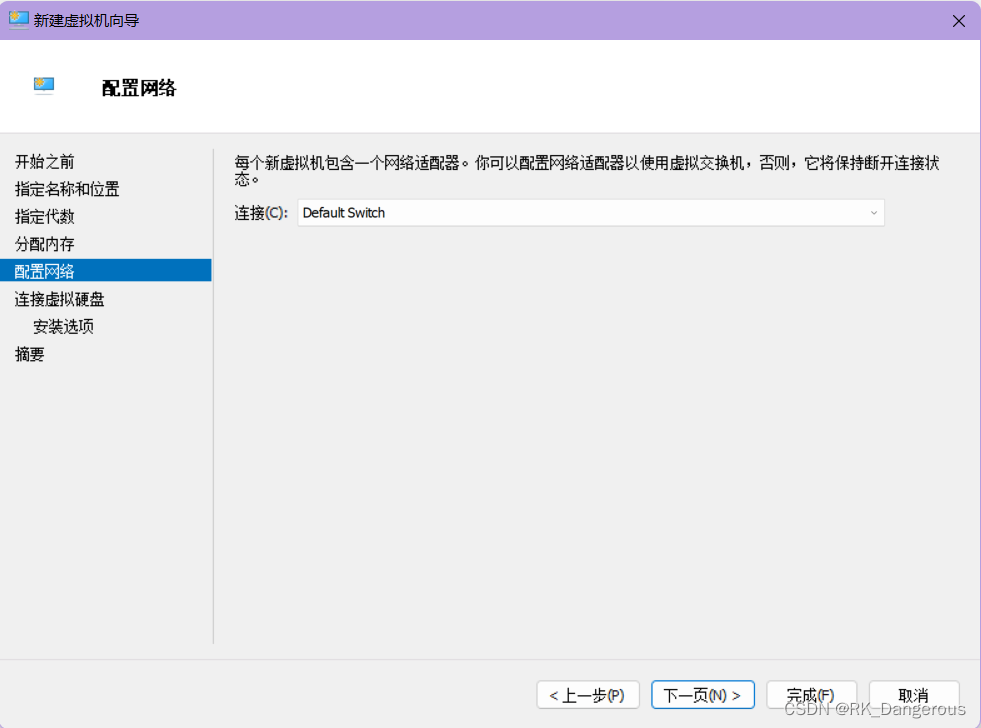 新建虚拟机向导
配置网络
开始之前
指定名称和位置
指定代数
分配内存
配置网络
连接虚拟硬盘
安装选项
摘要
每个新虚拟机包含一个网络适配器。你可以配置网络适配器以使用虚拟交换机，否则，它将保持断开连接状
态。
连接(C): Default Switch
< 上一步(P) 下一页(N) > 完成(F) 取消
CSDN @RK_Dangerous